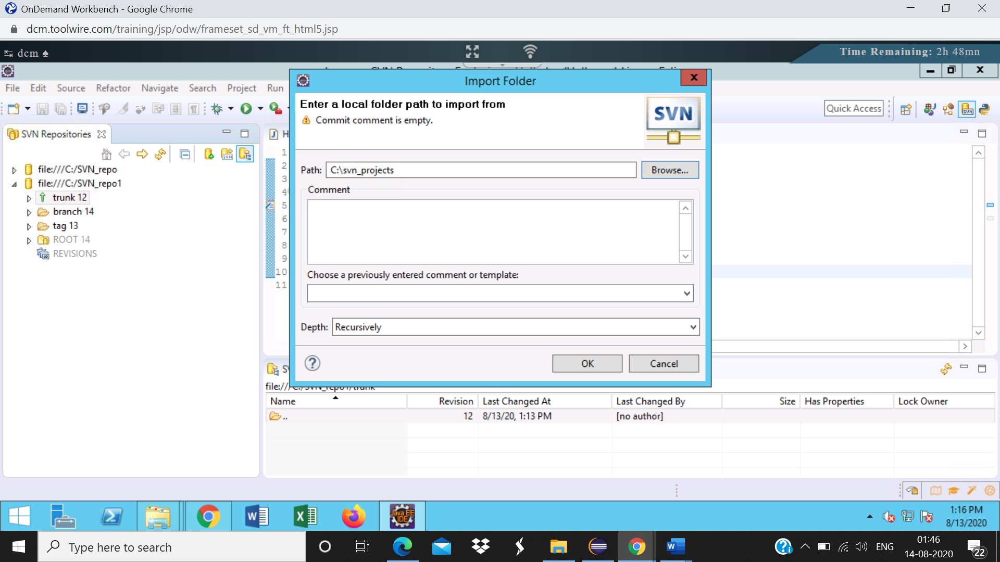 OnDemand Workbench - Google Chrome
dcm.toolwire.com/training/jsp/odw/frameset_sd_vm_ft_html5.jsp
dcm
Time Remaining: 2h 48mn
Import Folder
File Edit Source Refactor Navigate Search Project Run
Quick Access
Enter a local folder path to import from
Commit comment is empty.
SVN
SVN Repositories
H
file:///C:/SVN_repo
file:///C:/SVN_repo1
trunk 12
branch 14
tag 13
ROOT 14
REVISIONS
1
2
3
4
5
6
7
8
9
10
11
Path: C:\svn_projects Browse...
Comment
Choose a previously entered comment or template:
Depth: Recursively
OK Cancel
file:///C:/SVN_repo1/trunk
Name Revision Last Changed At Last Changed By Size Has Properties Lock Owner
.. 12 8/13/20, 1:13 PM [no author]
Java EE
IDE
1:16 PM
8/13/2020
Type here to search
ENG
01:46
14-08-2020
22